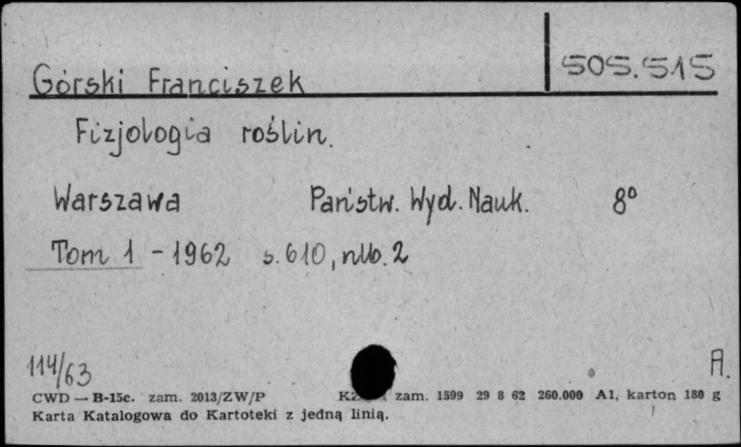 505.515
Górski Franciszek
Fizjologia roślin.
Warszawa Państw. Wyd. Nauk. 8°
Tom 1 - 1962 s. 610, nlb. 2
114/63 A.
CWD — B-15c. zam. 2013/ZW/P zam. 1599 29 8 62 260.000 A1, karton 180 g
Karta Katalogowa do Kartoteki z jedną linią.